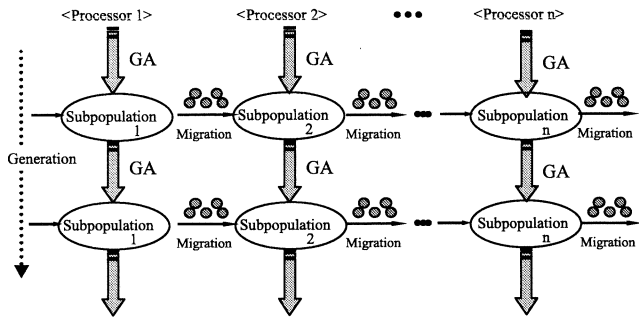 <Processor 1>
<Processor 2>
<Processor n>
GA
GA
GA
Subpopulation
1
Migration
Subpopulation
2
Migration
Subpopulation
n
Migration
Generation
GA
GA
GA
Subpopulation
1
Migration
Subpopulation
2
Migration
Subpopulation
n
Migration